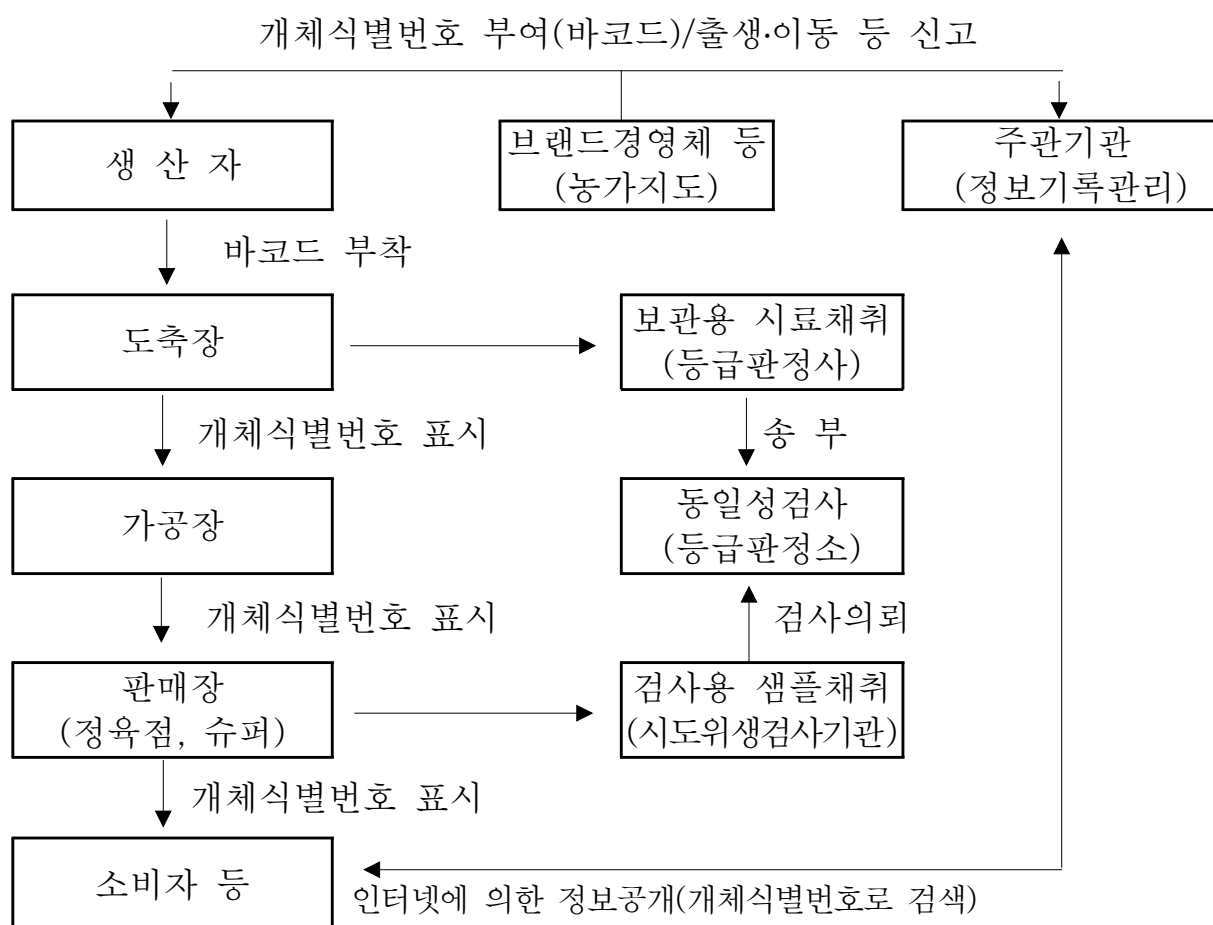 개체식별번호 부여(바코드)/출생·이동 등 신고
생 산 자
브랜드경영체 등
(농가지도)
주관기관
(정보기록관리)
바코드 부착
도축장
보관용 시료채취
(등급판정사)
개체식별번호 표시
송 부
가공장
동일성검사
(등급판정소)
개체식별번호 표시
검사의뢰
판매장
(정육점, 슈퍼)
검사용 샘플채취
(시도위생검사기관)
개체식별번호 표시
소비자 등
인터넷에 의한 정보공개(개체식별번호로 검색)